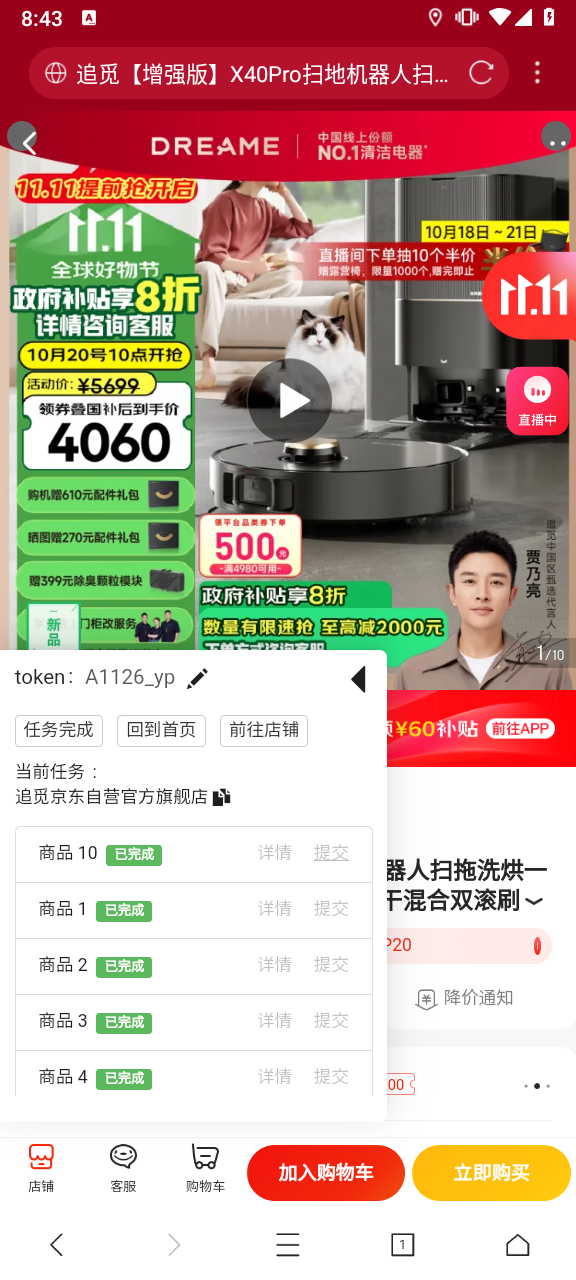 8:43
追觅【增强版】X40Pro扫地机器人扫...
DREAME
中国线上份额
NO.1清洁电器*
11.11提前抢开启
11.11
全球好物节
政府补贴享8折
详情咨询客服
10月20号10点开抢
活动价: ¥5699
领券叠国补后到手价
4060
购机赠610元配件礼包
晒图赠270元配件礼包
赠399元除臭颗粒模块
上门柜改服务
新品
10月18日~21日
直播间下单抽10个半价
赠露营椅，限量1000个,赠完即止
11.11
直播中
领平台品类券下单
500元
-满4980可用-
政府补贴享8折
数量有限速抢 至高减2000元
追觅中国区甄选代言人
贾乃亮
1/10
token: A1126_yp
任务完成
回到首页
前往店铺
当前任务：
追觅京东自营官方旗舰店
商品 10 已完成 详情 提交
商品 1 已完成 详情 提交
商品 2 已完成 详情 提交
商品 3 已完成 详情 提交
商品 4 已完成 详情 提交
¥60补贴 前往APP
器人扫拖洗烘一
干混合双滚刷
P20
降价通知
00
店铺
客服
购物车
加入购物车
立即购买
1